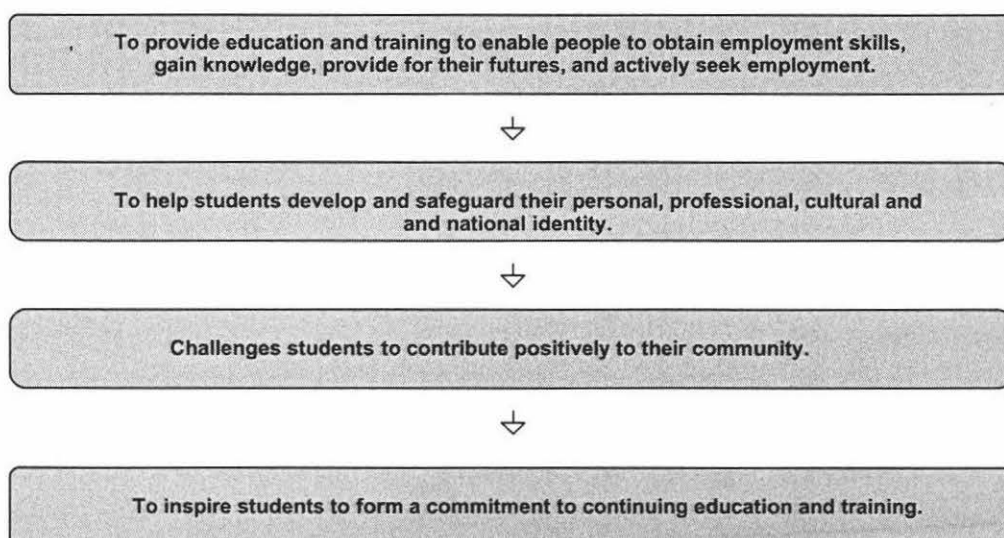 To provide education and training to enable people to obtain employment skills,
gain knowledge, provide for their futures, and actively seek employment.
To help students develop and safeguard their personal, professional, cultural and
and national identity.
Challenges students to contribute positively to their community.
To inspire students to form a commitment to continuing education and training.